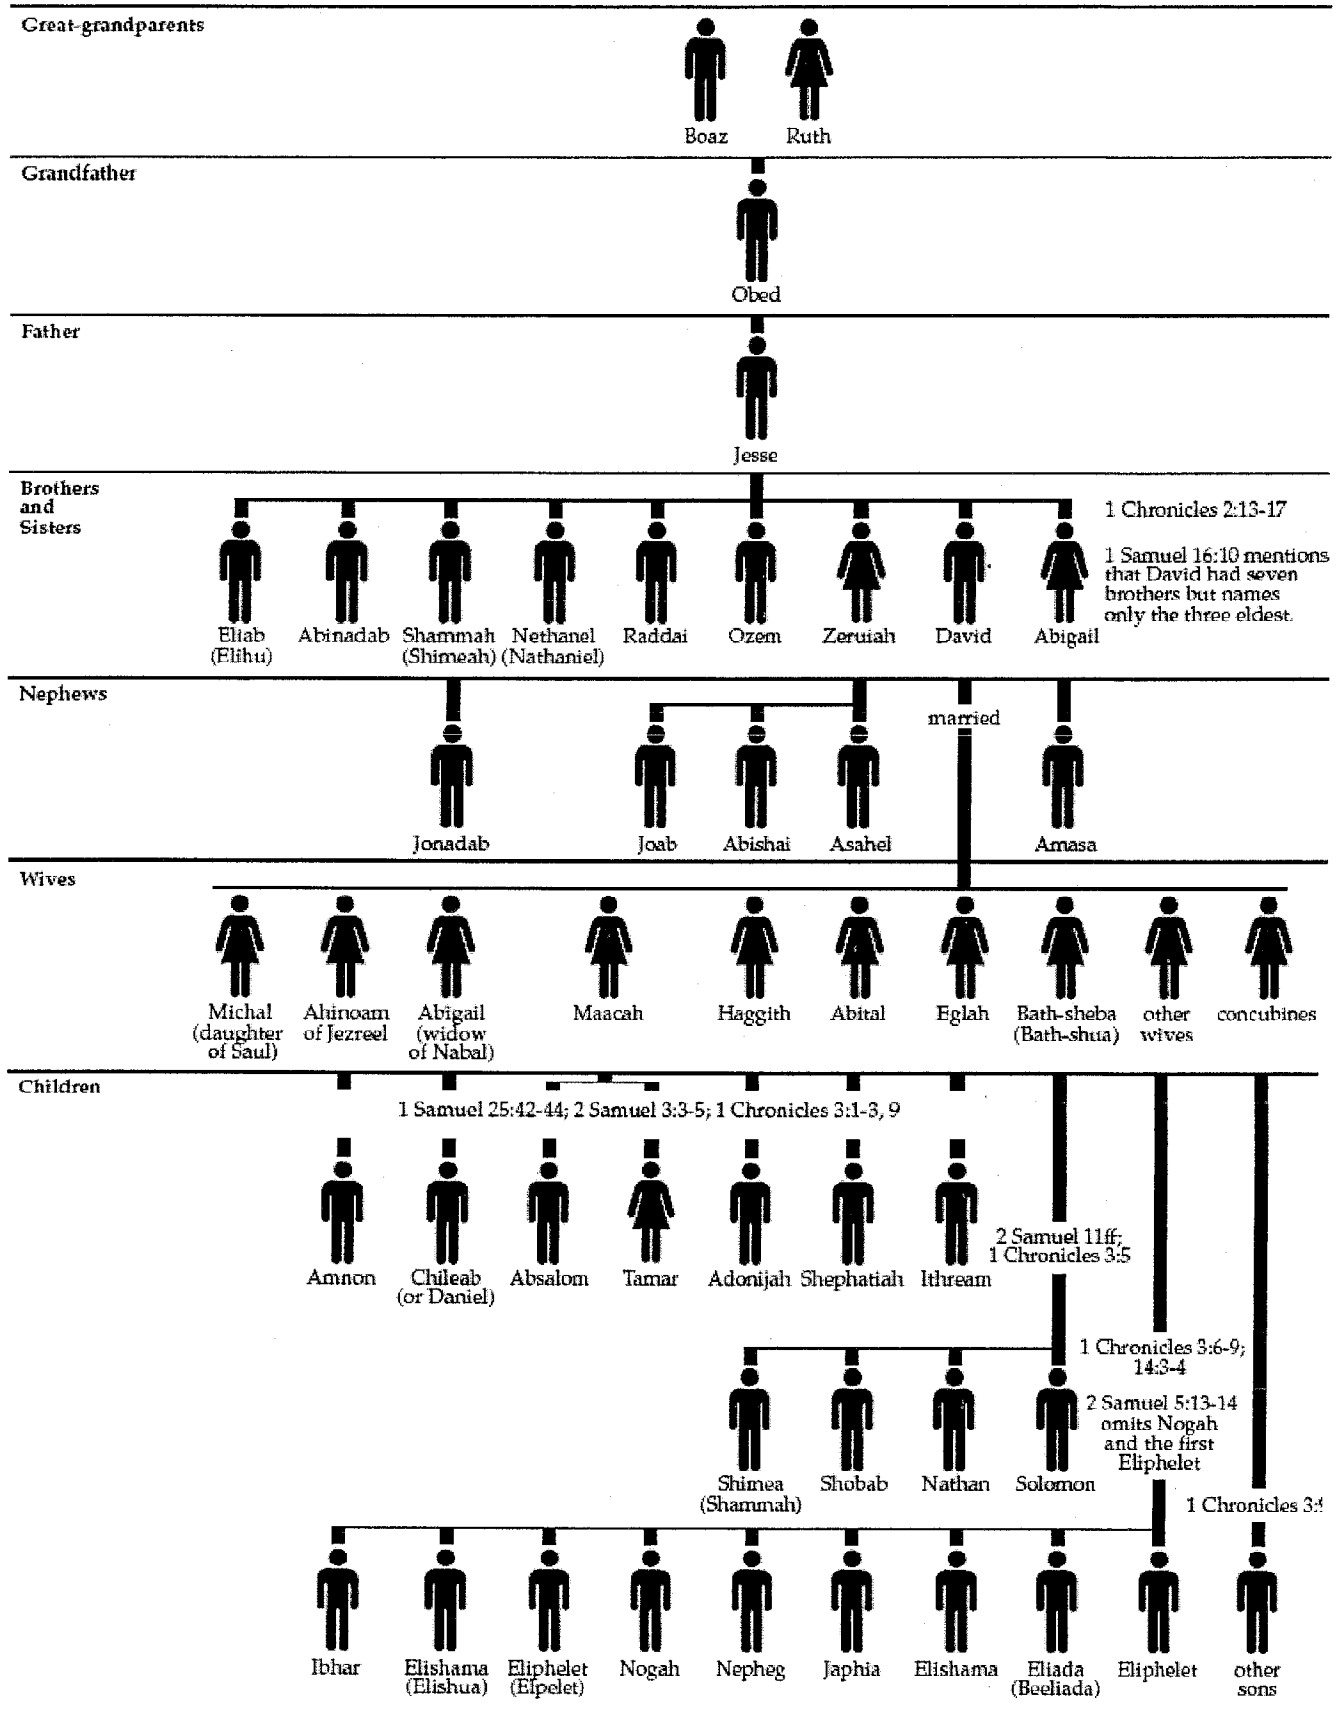 Great-grandparents
Boaz
Ruth
Grandfather
Obed
Father
Jesse
Brothers
and
Sisters
1 Chronicles 2:13-17
1 Samuel 16:10 mentions
that David had seven
brothers but names
only the three eldest.
Eliab
(Elihu)
Abinadab
Shammah
(Shimeah)
Nethanel
(Nathaniel)
Raddai
Ozem
Zeruiah
David
Abigail
Nephews
married
Jonadab
Joab
Abishai
Asahel
Amasa
Wives
Michal
(daughter
of Saul)
Ahinoam
of Jezreel
Abigail
(widow
of Nabal)
Maacah
Haggith
Abital
Eglah
Bath-sheba
(Bath-shua)
other
wives
concubines
Children
1 Samuel 25:42-44; 2 Samuel 3:3-5; 1 Chronicles 3:1-3, 9
Amnon
Chileab
(or Daniel)
Absalom
Tamar
Adonijah
Shephatiah
Ithream
2 Samuel 11ff;
1 Chronicles 3:5
1 Chronicles 3:6-9;
14:3-4
2 Samuel 5:13-14
omits Nogah
and the first
Eliphelet
Shimea
(Shammah)
Shobab
Nathan
Solomon
1 Chronicles
Ibhar
Elishama
(Elishua)
Eliphelet
(Elpelet)
Nogah
Nepheg
Japhia
Elishama
Eliada
(Beeliada)
Eliphelet
other
sons